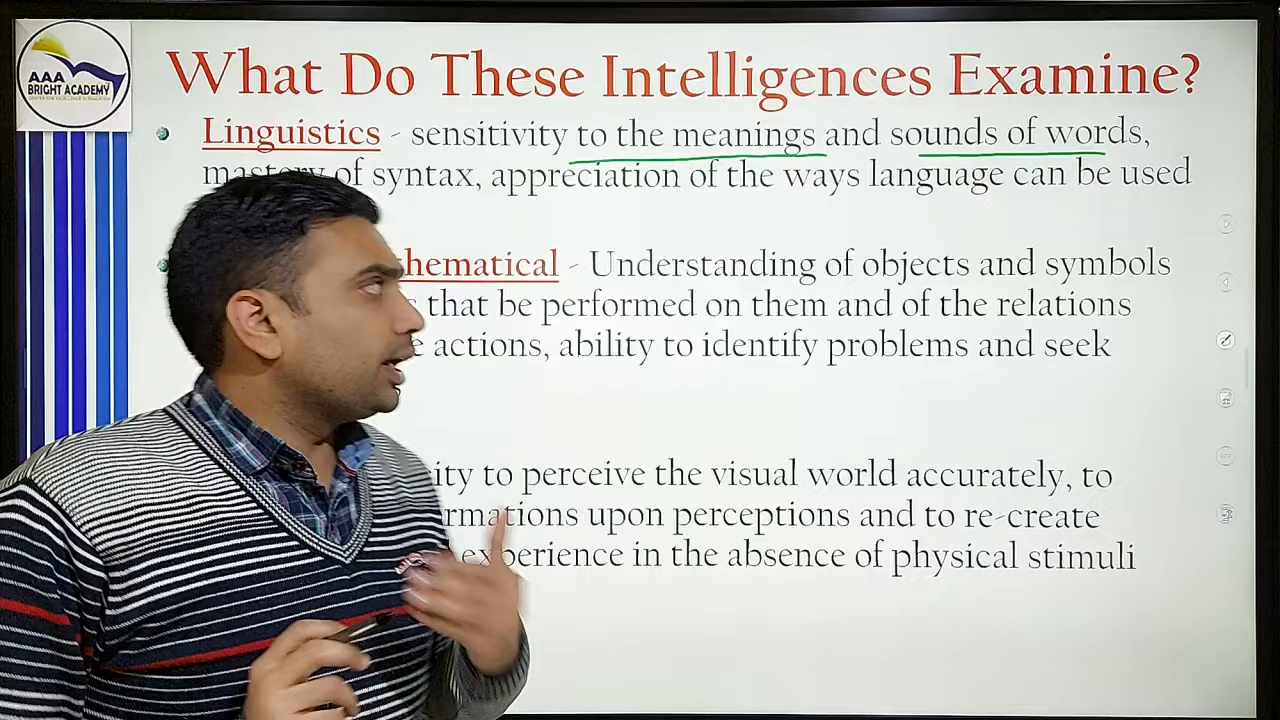 AAA
BRIGHT ACADEMY
CENTER FOR EXCELLENCE IN EDUCATION
What Do These Intelligences Examine?
Linguistics - sensitivity to the meanings and sounds of words,
mastery of syntax, appreciation of the ways language can be used
hematical - Understanding of objects and symbols
s that be performed on them and of the relations
e actions, ability to identify problems and seek
ity to perceive the visual world accurately, to
rmations upon perceptions and to re-create
experience in the absence of physical stimuli